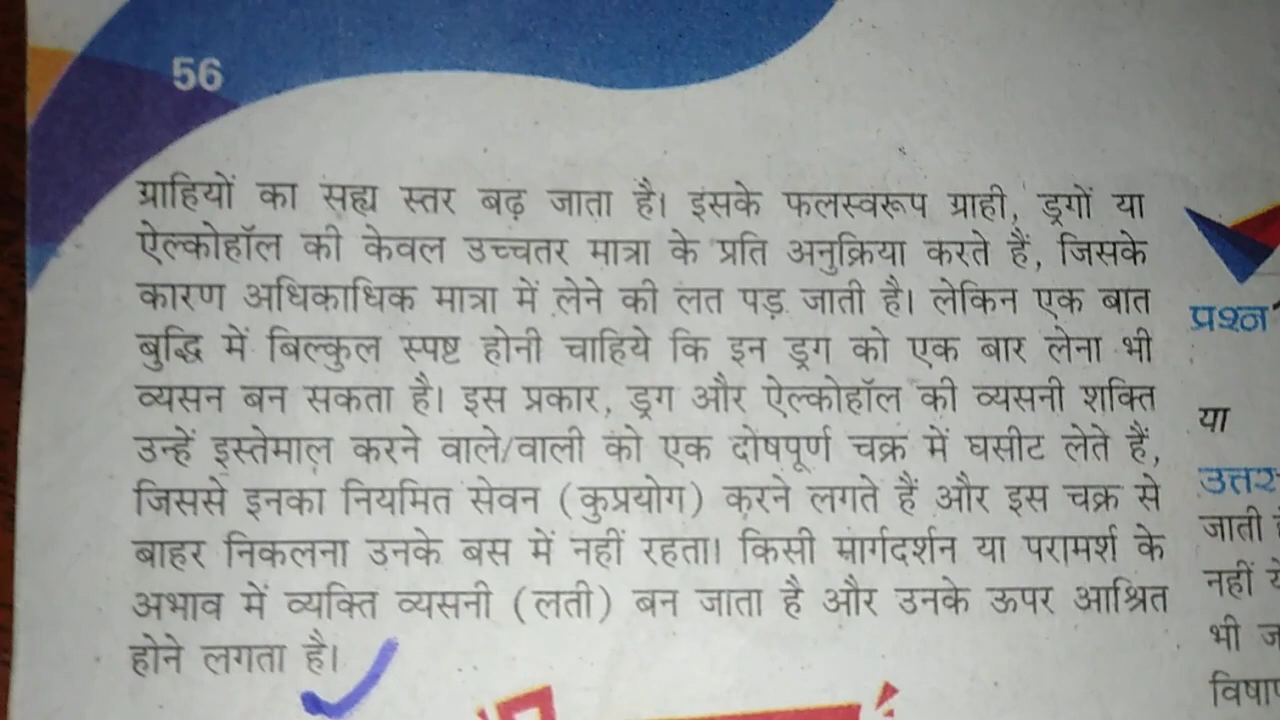 56
ग्राहियों का सह्य स्तर बढ़ जाता है। इसके फलस्वरूप ग्राही, ड्रगों या
ऐल्कोहॉल की केवल उच्चतर मात्रा के प्रति अनुक्रिया करते हैं, जिसके
कारण अधिकाधिक मात्रा में लेने की लत पड़ जाती है। लेकिन एक बात
बुद्धि में बिल्कुल स्पष्ट होनी चाहिये कि इन ड्रग को एक बार लेना भी
व्यसन बन सकता है। इस प्रकार, ड्रग और ऐल्कोहॉल की व्यसनी शक्ति
उन्हें इस्तेमाल करने वाले/वाली को एक दोषपूर्ण चक्र में घसीट लेते हैं,
जिससे इनका नियमित सेवन (कुप्रयोग) करने लगते हैं और इस चक्र से
बाहर निकलना उनके बस में नहीं रहता। किसी मार्गदर्शन या परामर्श के
अभाव में व्यक्ति व्यसनी (लती) बन जाता है और उनके ऊपर आश्रित
होने लगता है।
प्रश्न
या
उत्तर
जाती
नहीं
भी